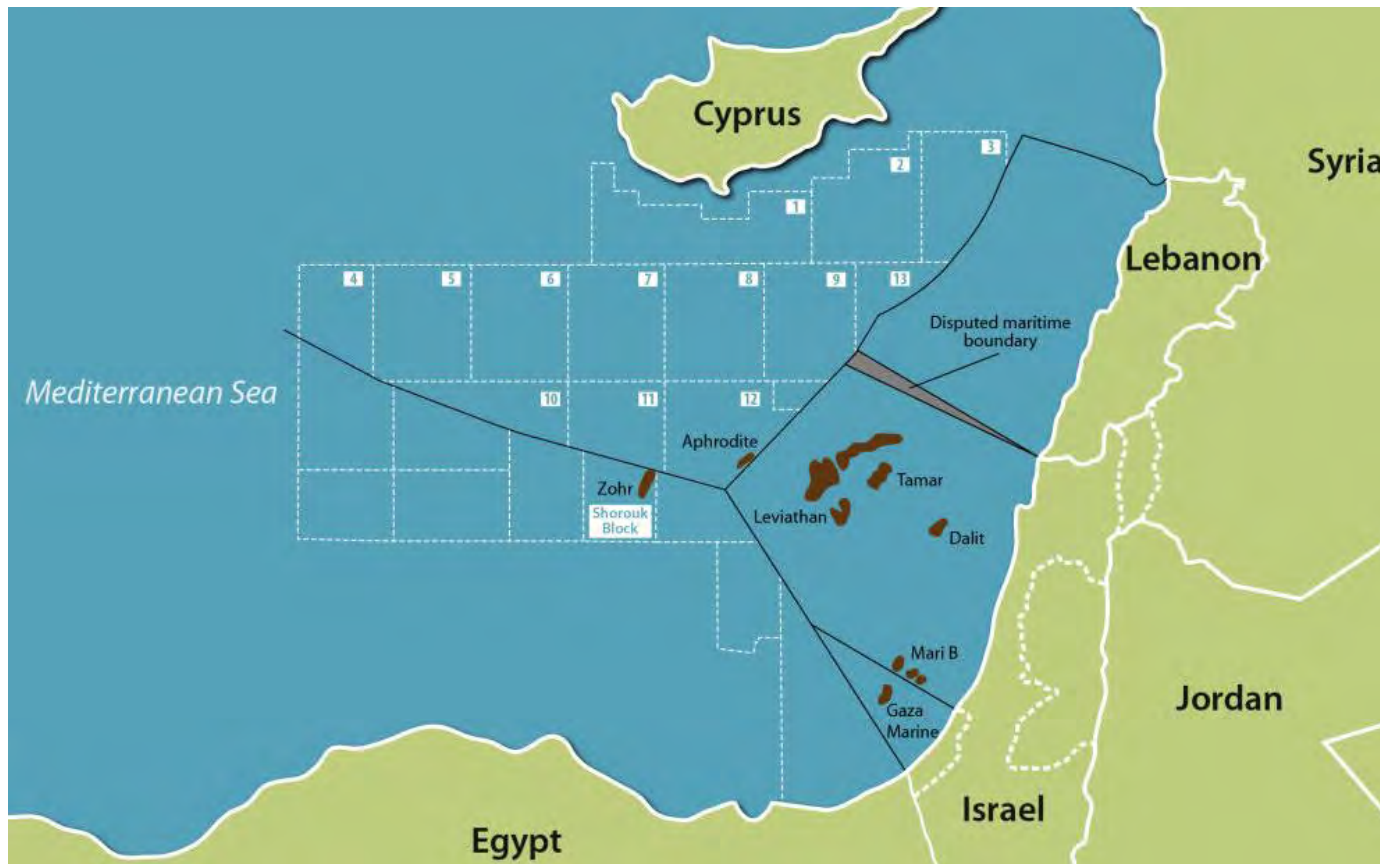 Cyprus
Syria
3
2
1
Lebanon
4
5
6
7
8
9
13
Disputed maritime
boundary
Mediterranean Sea
10
11
12
Aphrodite
Zohr
Tamar
Shorouk
Block
Leviathan
Dalit
Mari B
Gaza
Marine
Jordan
Israel
Egypt